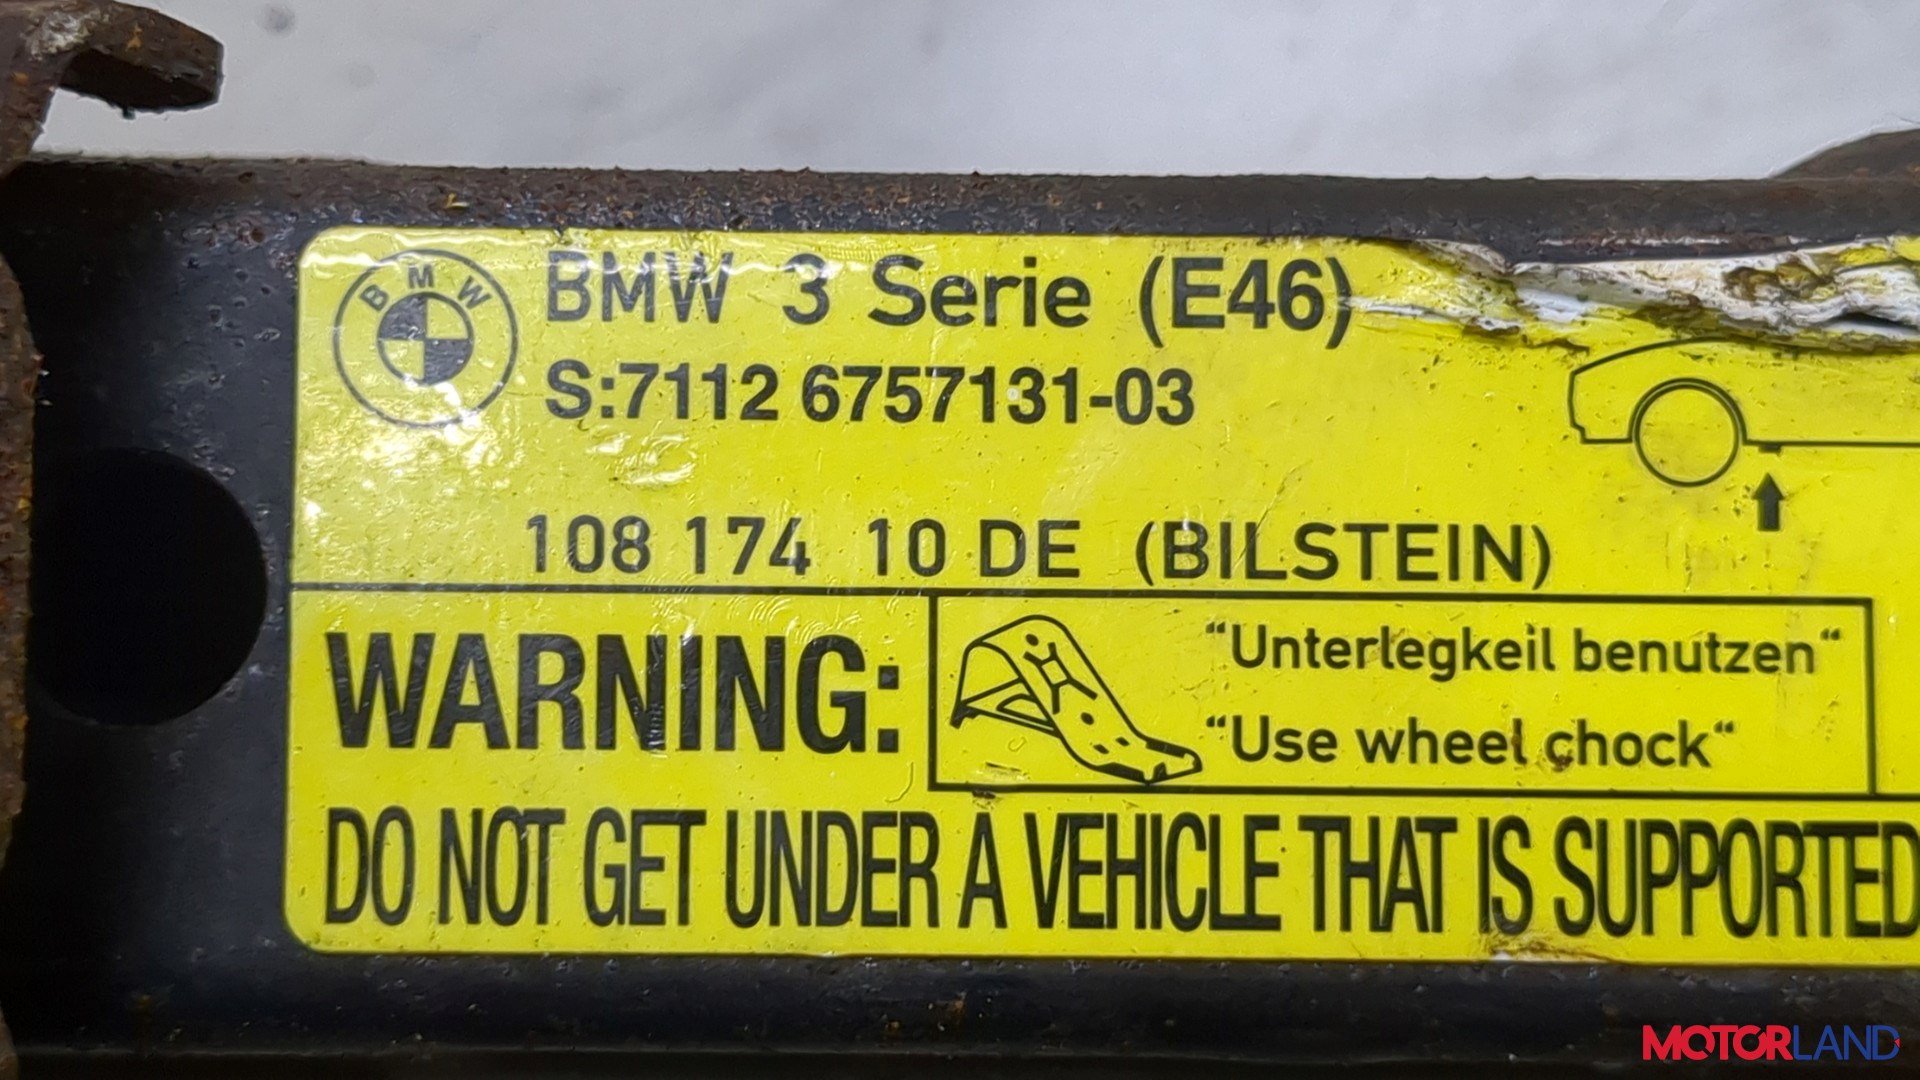 BMW
BMW 3 Serie (E46)
S:7112 6757131-03
108 174 10 DE (BILSTEIN)
WARNING:
“Unterlegkeil benutzen“
“Use wheel chock“
DO NOT GET UNDER A VEHICLE THAT IS SUPPORTED
MOTORLAND